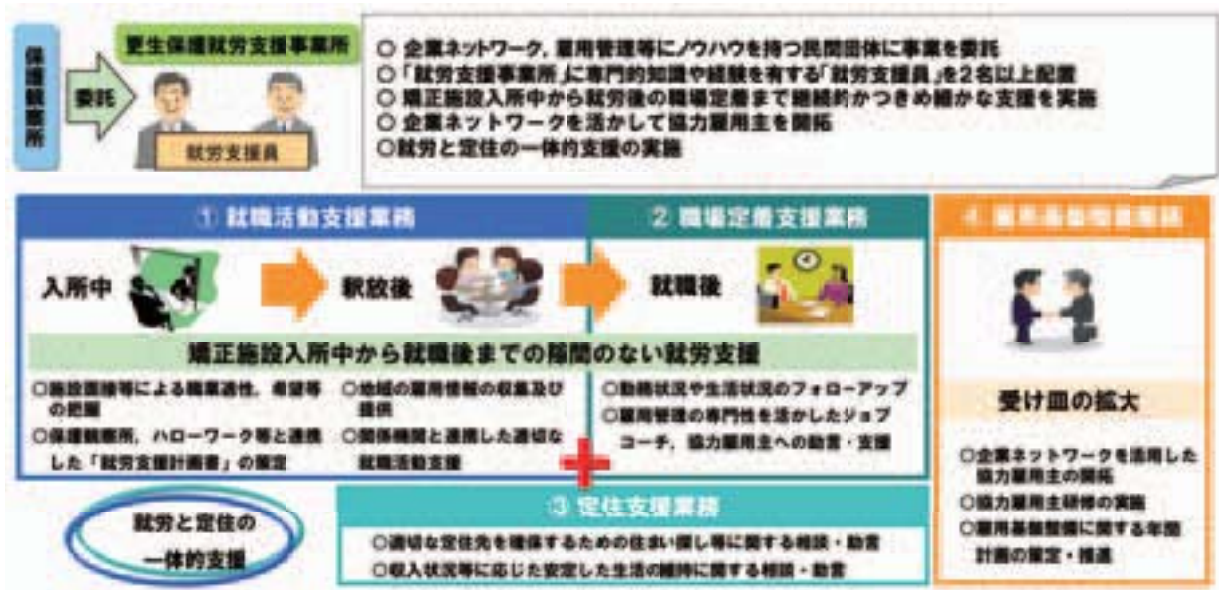 保護観察所
委託
更生保護就労支援事業所
就労支援員
○ 企業ネットワーク，雇用管理等にノウハウを持つ民間団体に事業を委託
○「就労支援事業所」に専門的知識や経験を有する「就労支援員」を2名以上配置
○ 矯正施設入所中から就労後の職場定着まで継続的かつきめ細かな支援を実施
○ 企業ネットワークを活かして協力雇用主を開拓
○就労と定住の一体的支援の実施
① 就職活動支援業務
入所中
釈放後
② 職場定着支援業務
就職後
矯正施設入所中から就職後までの隙間のない就労支援
○施設面接等による職業適性，希望等
の把握
○保護観察所，ハローワーク等と連携
した「就労支援計画書」の策定
○地域の雇用情報の収集及び
提供
○関係機関と連携した適切な
就職活動支援
○勤務状況や生活状況のフォローアップ
○雇用管理の専門性を活かしたジョブ
コーチ，協力雇用主への助言・支援
就労と定住の
一体的支援
③ 定住支援業務
○適切な定住先を確保するための住まい探し等に関する相談・助言
○収入状況等に応じた安定した生活の維持に関する相談・助言
④ 雇用基盤整備業務
受け皿の拡大
○企業ネットワークを活用した
協力雇用主の開拓
○協力雇用主研修の実施
○雇用基盤整備に関する年間
計画の策定・推進